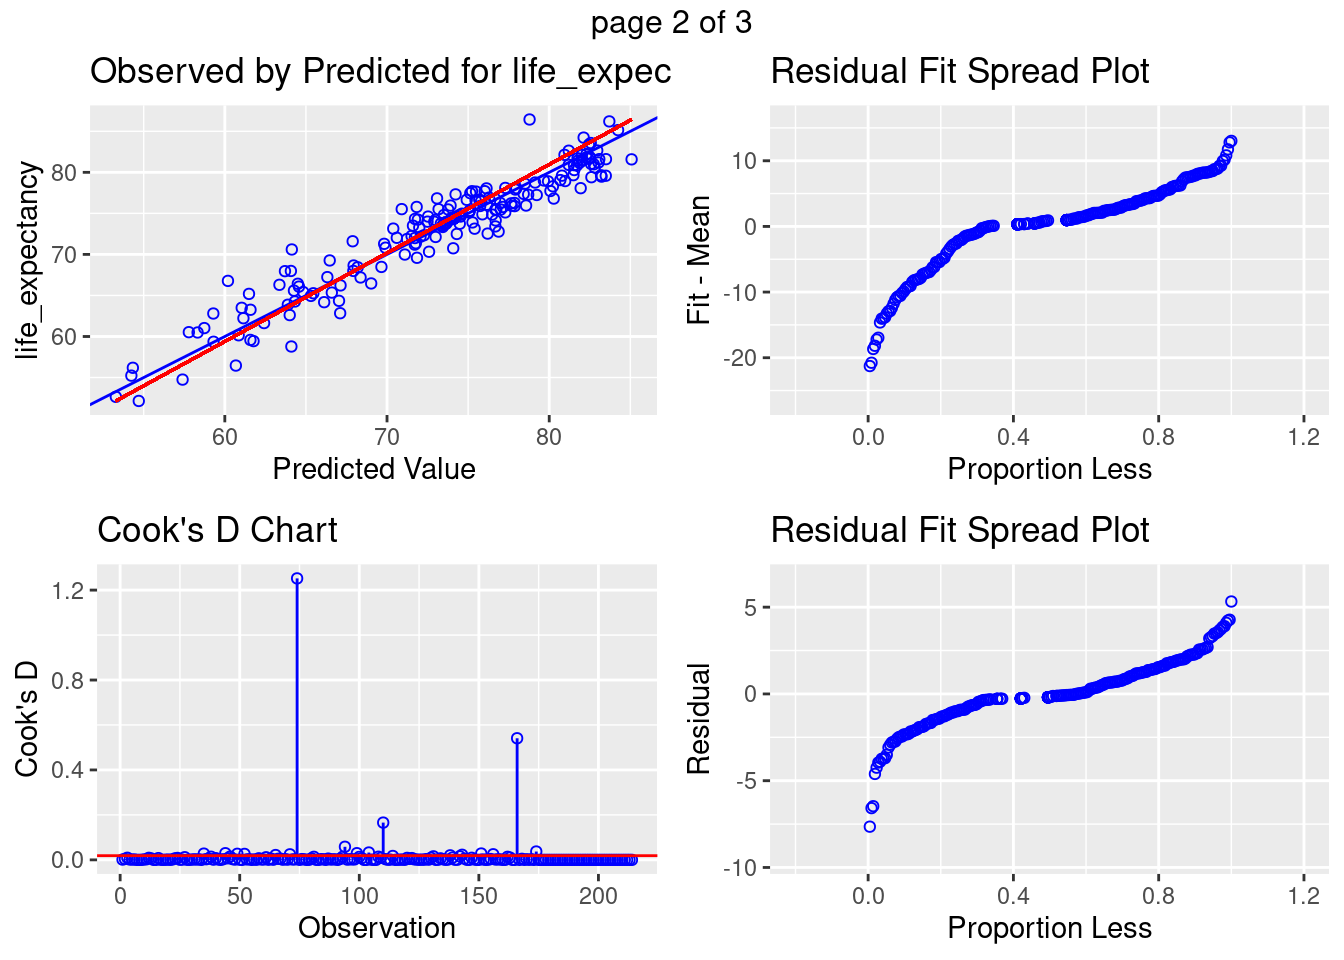 page 2 of 3
Observed by Predicted for life_expec
life_expectancy
80
70
60
60 70 80
Predicted Value
Residual Fit Spread Plot
Fit - Mean
10
0
-10
-20
0.0 0.4 0.8 1.2
Proportion Less
Cook's D Chart
Cook's D
1.2
0.8
0.4
0.0
0 50 100 150 200
Observation
Residual Fit Spread Plot
Residual
5
0
-5
-10
0.0 0.4 0.8 1.2
Proportion Less